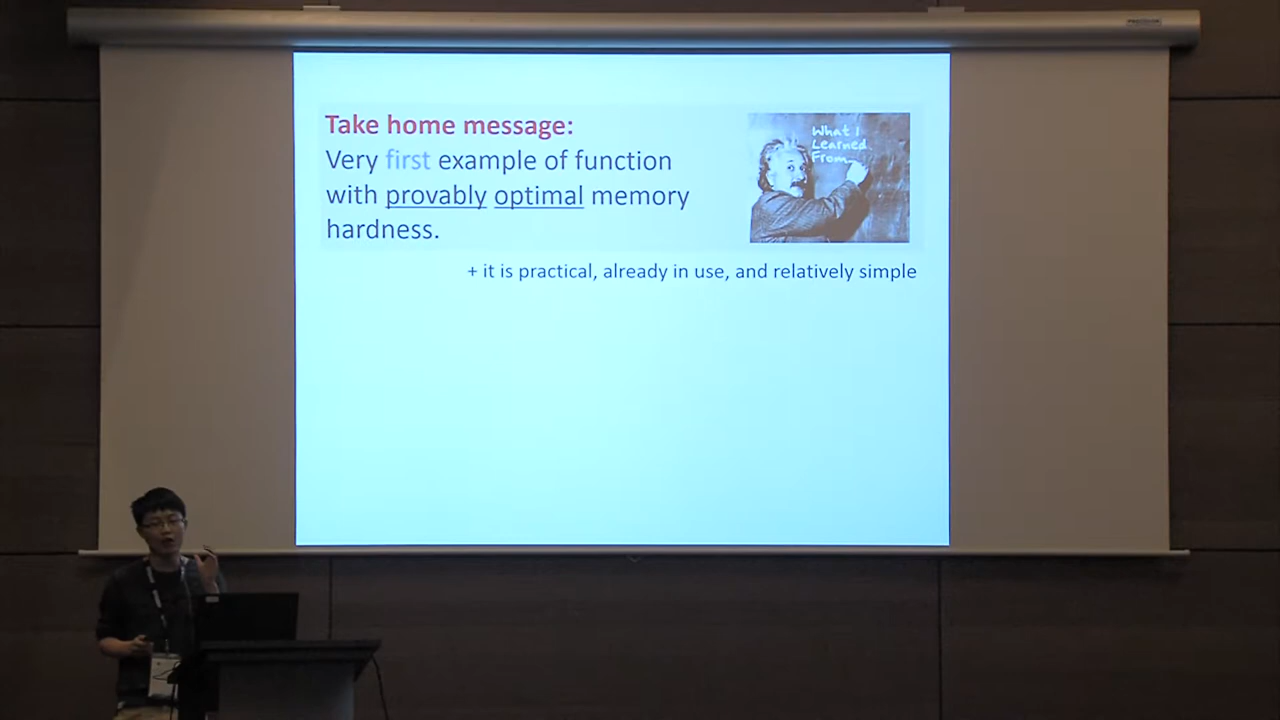 Take home message:
Very first example of function
with provably optimal memory
hardness.
What I
Learned
From...
+ it is practical, already in use, and relatively simple